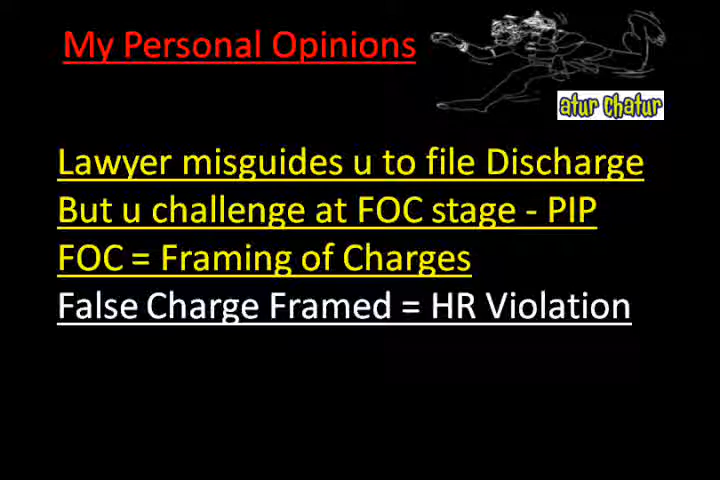 My Personal Opinions
atur chatur
Lawyer misguides u to file Discharge
But u challenge at FOC stage - PIP
FOC = Framing of Charges
False Charge Framed = HR Violation